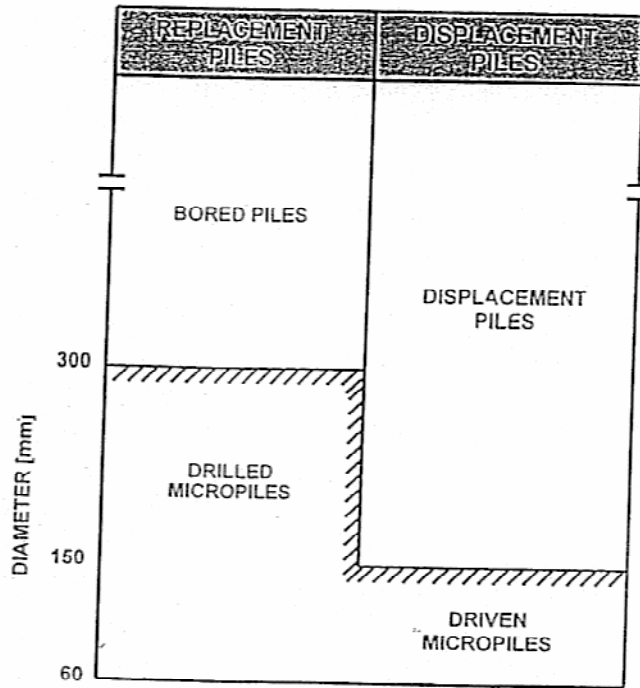 REPLACEMENT
PILES
DISPLACEMENT
PILES
BORED PILES
DISPLACEMENT
PILES
300
DRILLED
MICROPILES
DIAMETER [mm]
150
DRIVEN
MICROPILES
60